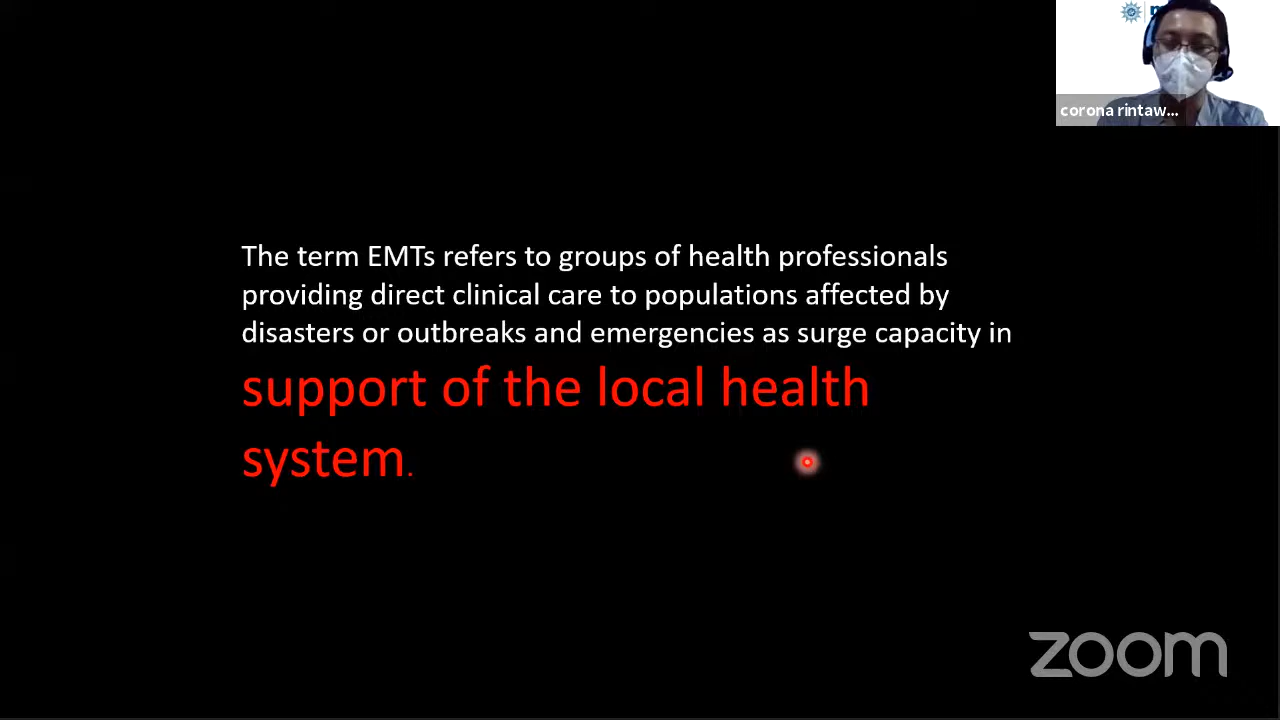 corona rintaw...
The term EMTs refers to groups of health professionals
providing direct clinical care to populations affected by
disasters or outbreaks and emergencies as surge capacity in
support of the local health
system.
zoom